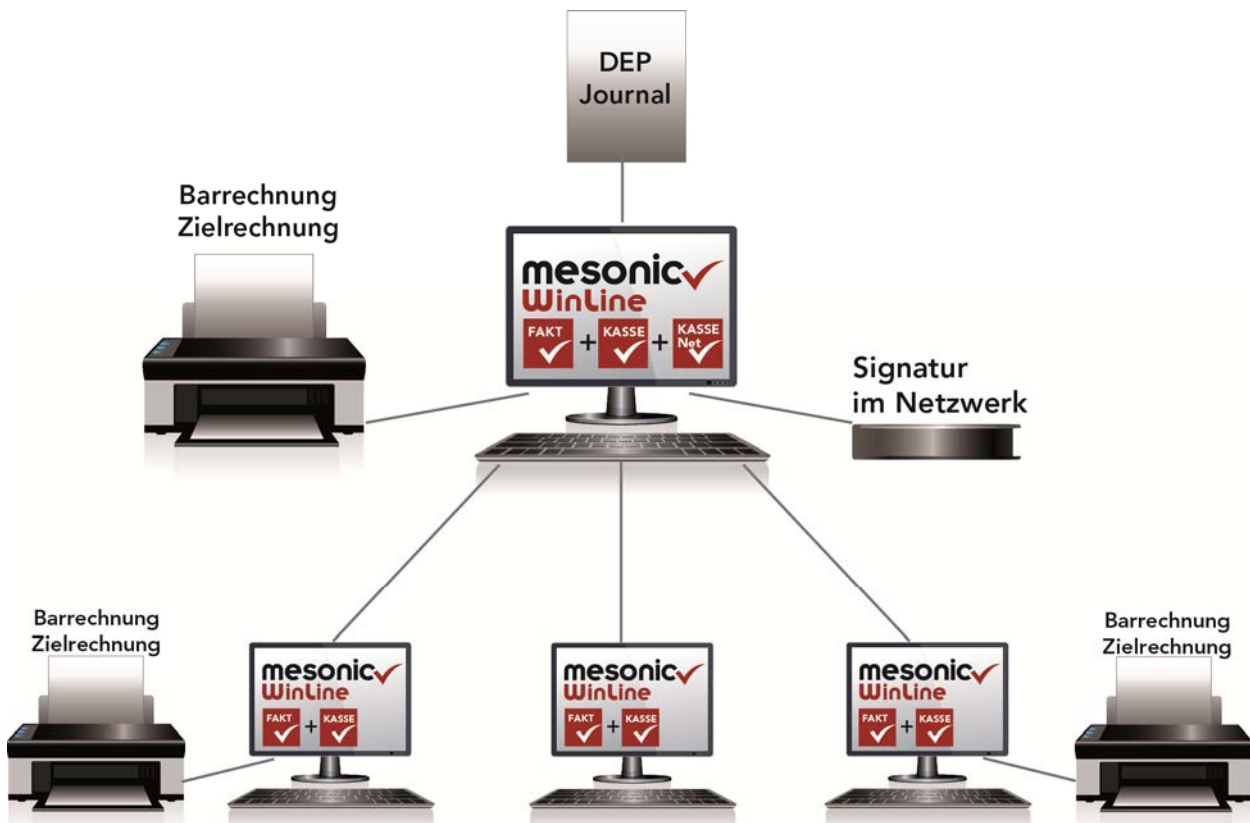 DEP
Journal
Barrechnung
Zielrechnung
mesonic
WinLine
FAKT + KASSE + KASSE Net
Signatur
im Netzwerk
Barrechnung
Zielrechnung
mesonic
WinLine
FAKT + KASSE
mesonic
WinLine
FAKT + KASSE
mesonic
WinLine
FAKT + KASSE
Barrechnung
Zielrechnung